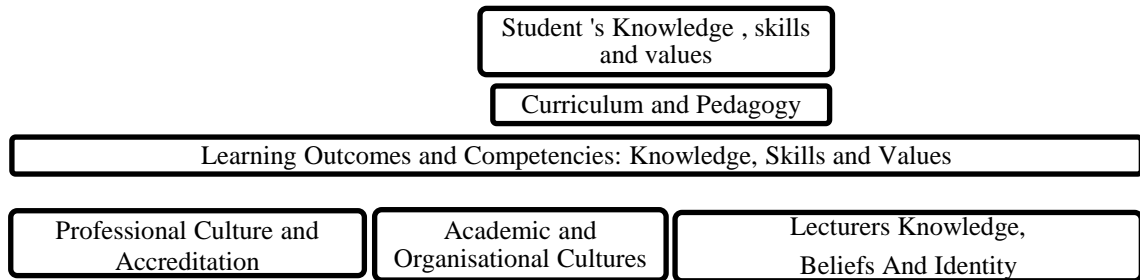 Student 's Knowledge , skills
and values
Curriculum and Pedagogy
Learning Outcomes and Competencies: Knowledge, Skills and Values
Professional Culture and
Accreditation
Academic and
Organisational Cultures
Lecturers Knowledge,
Beliefs And Identity